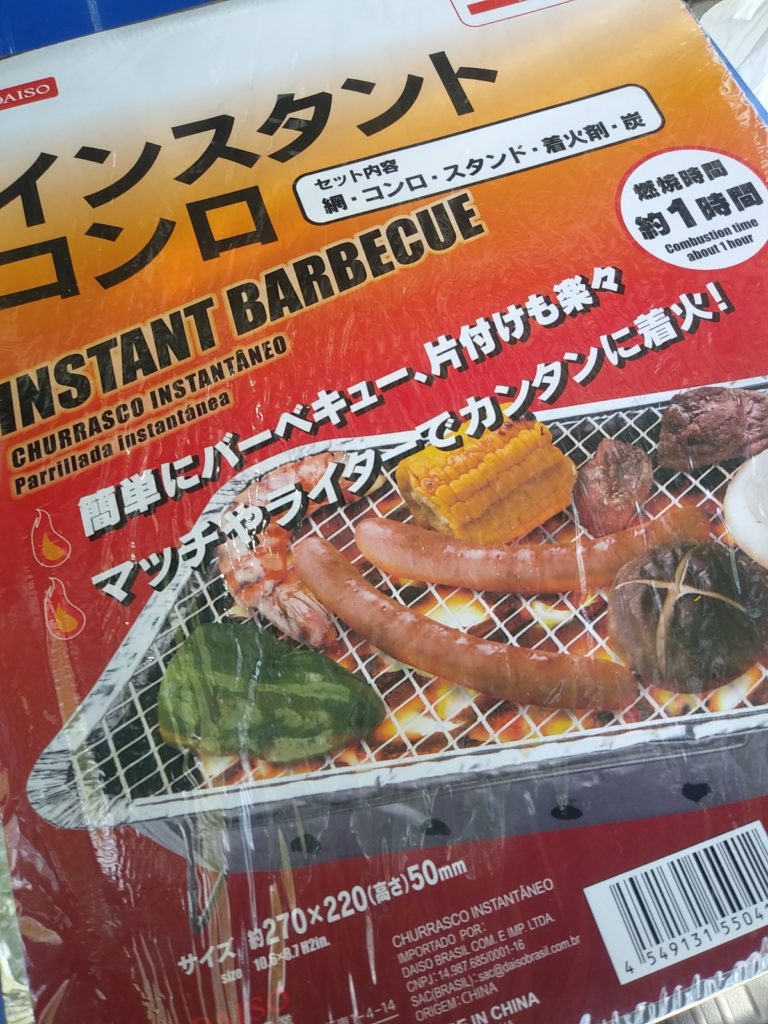 DAISO
インスタント
コンロ
セット内容
網・コンロ・スタンド・着火剤・炭
燃焼時間
約1時間
Combustion time
about 1 hour
INSTANT BARBECUE
CHURRASCO INSTANTÂNEO
Parrillada instantánea
簡単にバーベキュー、片付けも楽々
マッチやライターでカンタンに着火!
サイズ 約270×220(高さ)50mm
size 10.6×8.7 H2in.
CHURRASCO INSTANTÂNEO
IMPORTADO POR:
DAISO BRASIL COM. E IMP. LTDA.
CNPJ: 14.987.685/0001-16
SAC(BRASIL): sac@daisobrasil.com.br
ORIGEM: CHINA
IN CHINA
4 549131 5504
DAISO
4-14